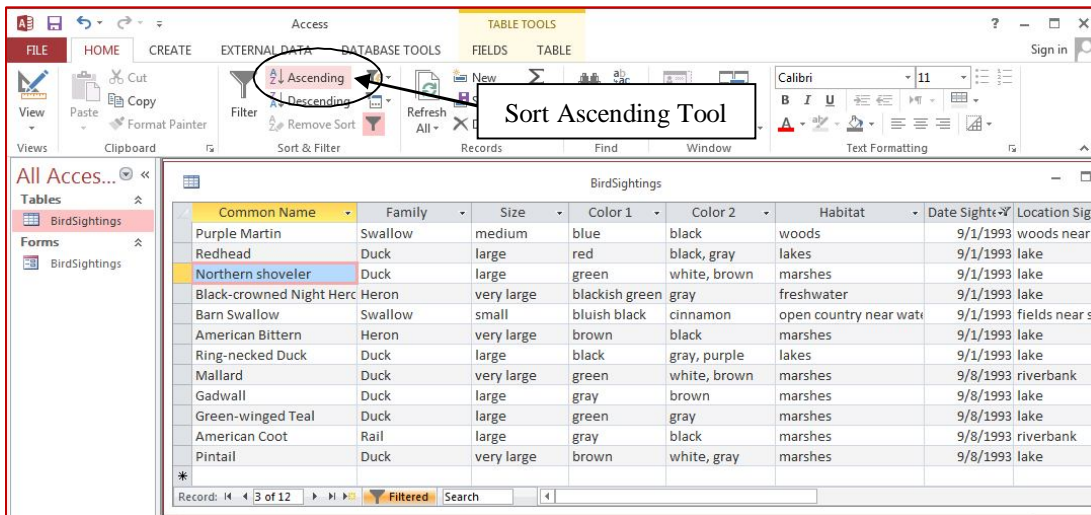 Access TABLE TOOLS ?
FILE HOME CREATE EXTERNAL DATA DATABASE TOOLS FIELDS TABLE Sign in
View Paste Cut Copy Format Painter Filter Ascending Descending Remove Sort Refresh All New Calibri 11
B I U A
Sort Ascending Tool
Views Clipboard Sort & Filter Records Find Window Text Formatting
All Acces...
Tables
BirdSightings
Forms
BirdSightings
BirdSightings
Common Name Family Size Color 1 Color 2 Habitat Date Sighte Location Sig
Purple Martin Swallow medium blue black woods 9/1/1993 woods near
Redhead Duck large red black, gray lakes 9/1/1993 lake
Northern shoveler Duck large green white, brown marshes 9/1/1993 lake
Black-crowned Night Herc Heron very large blackish green gray freshwater 9/1/1993 lake
Barn Swallow Swallow small bluish black cinnamon open country near wate 9/1/1993 fields near s
American Bittern Heron very large brown black marshes 9/1/1993 lake
Ring-necked Duck Duck large black gray, purple lakes 9/1/1993 lake
Mallard Duck very large green white, brown marshes 9/8/1993 riverbank
Gadwall Duck large gray brown marshes 9/8/1993 lake
Green-winged Teal Duck large green gray marshes 9/8/1993 lake
American Coot Rail large gray black marshes 9/8/1993 riverbank
Pintail Duck very large brown white, gray marshes 9/8/1993 lake
Record: 3 of 12 Filtered Search